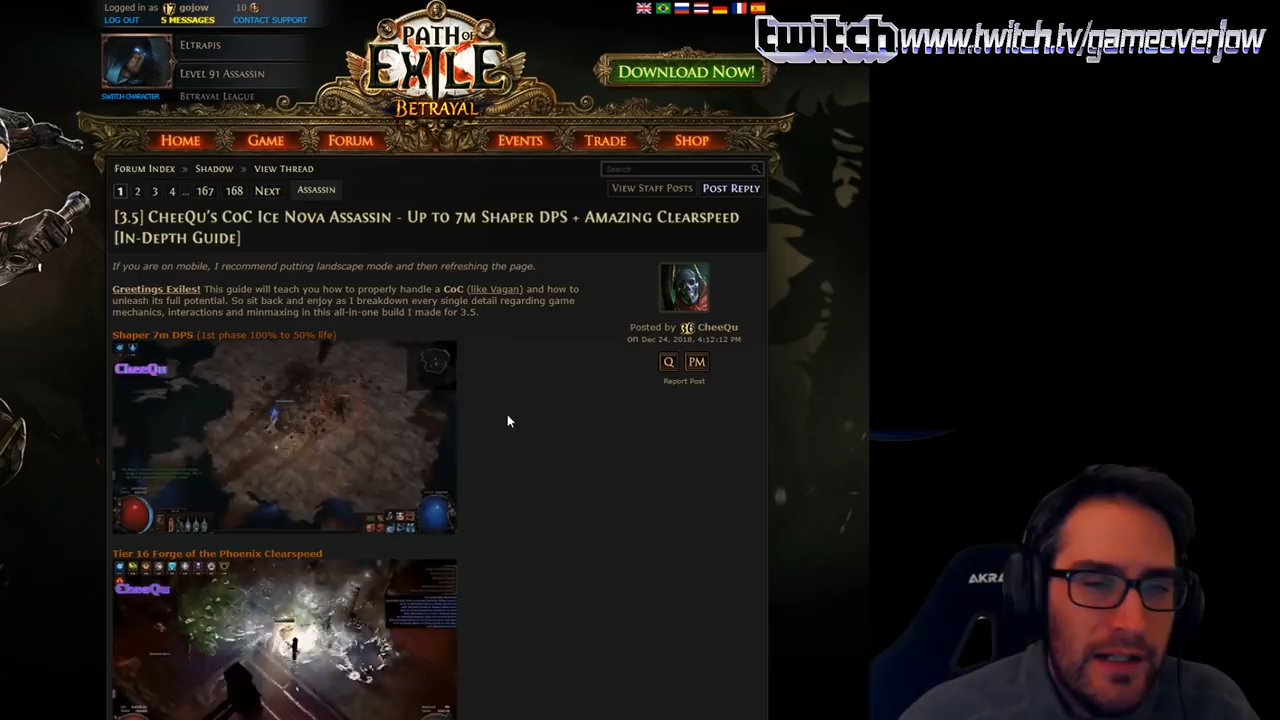 Logged in as 17 gojow 10
LOG OUT 5 MESSAGES CONTACT SUPPORT
twitch www.twitch.tv/gameoverjow
ELTRAPIS
LEVEL 91 ASSASSIN
SWITCH CHARACTER BETRAYAL LEAGUE
PATH OF EXILE
BETRAYAL
DOWNLOAD NOW!
HOME GAME FORUM EVENTS TRADE SHOP
FORUM INDEX » SHADOW » VIEW THREAD
Search...
1 2 3 4 ... 167 168 NEXT ASSASSIN
VIEW STAFF POSTS POST REPLY
[3.5] CHEEQU'S COC ICE NOVA ASSASSIN - UP TO 7M SHAPER DPS + AMAZING CLEARSPEED
[IN-DEPTH GUIDE]
If you are on mobile, I recommend putting landscape mode and then refreshing the page.
Greetings Exiles! This guide will teach you how to properly handle a CoC (like Vagan) and how to
unleash its full potential. So sit back and enjoy as I breakdown every single detail regarding game
mechanics, interactions and minmaxing in this all-in-one build I made for 3.5.
Posted by 36 CheeQu
on Dec 24, 2018, 4:12:12 PM
Q PM
Report Post
Shaper 7m DPS (1st phase 100% to 50% life)
CheeQu
Tier 16 Forge of the Phoenix Clearspeed
CheeQu
AKRA